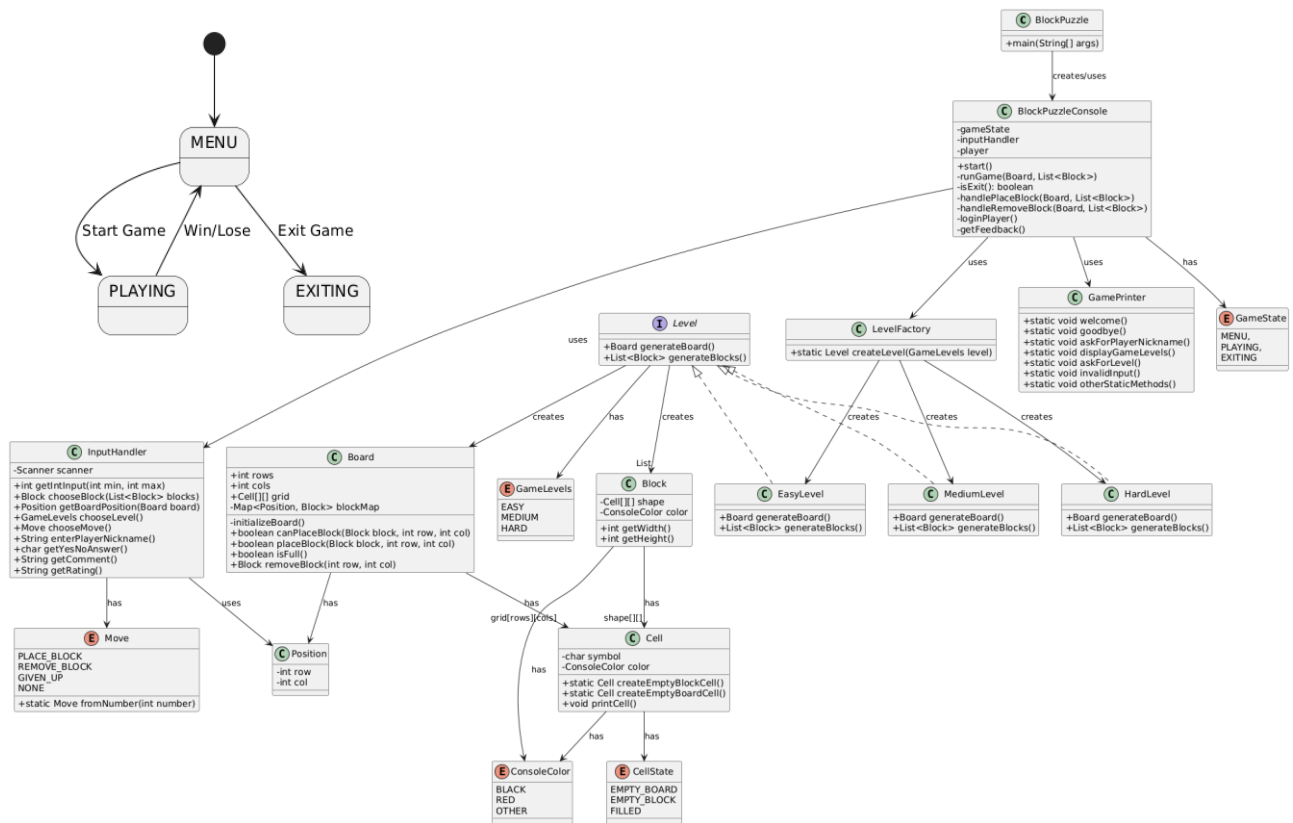 MENU
Start Game
Win/Lose
Exit Game
PLAYING
EXITING
C BlockPuzzle
+main(String[] args)
creates/uses
C BlockPuzzleConsole
-gameState
-inputHandler
-player
+start()
-runGame(Board, List<Block>)
-isExit(): boolean
-handlePlaceBlock(Board, List<Block>)
-handleRemoveBlock(Board, List<Block>)
-loginPlayer()
-getFeedback()
uses
uses
uses
has
I Level
+Board generateBoard()
+List<Block> generateBlocks()
C LevelFactory
+static Level createLevel(GameLevels level)
C GamePrinter
+static void welcome()
+static void goodbye()
+static void askForPlayerNickname()
+static void displayGameLevels()
+static void askForLevel()
+static void invalidInput()
+static void otherStaticMethods()
E GameState
MENU,
PLAYING,
EXITING
creates
has
creates
List
creates
creates
creates
C InputHandler
-Scanner scanner
+int getIntInput(int min, int max)
+Block chooseBlock(List<Block> blocks)
+Position getBoardPosition(Board board)
+GameLevels chooseLevel()
+Move chooseMove()
+String enterPlayerNickname()
+char getYesNoAnswer()
+String getComment()
+String getRating()
C Board
+int rows
+int cols
+Cell[][] grid
-Map<Position, Block> blockMap
-initializeBoard()
+boolean canPlaceBlock(Block block, int row, int col)
+boolean placeBlock(Block block, int row, int col)
+boolean isFull()
+Block removeBlock(int row, int col)
E GameLevels
EASY
MEDIUM
HARD
C Block
-Cell[][] shape
-ConsoleColor color
+int getWidth()
+int getHeight()
C EasyLevel
+Board generateBoard()
+List<Block> generateBlocks()
C MediumLevel
+Board generateBoard()
+List<Block> generateBlocks()
C HardLevel
+Board generateBoard()
+List<Block> generateBlocks()
has
uses
has
has
grid[rows][cols]
has
shape[][]
has
E Move
PLACE_BLOCK
REMOVE_BLOCK
GIVEN_UP
NONE
+static Move fromNumber(int number)
C Position
-int row
-int col
C Cell
-char symbol
-ConsoleColor color
+static Cell createEmptyBlockCell()
+static Cell createEmptyBoardCell()
+void printCell()
has
has
E ConsoleColor
BLACK
RED
OTHER
E CellState
EMPTY_BOARD
EMPTY_BLOCK
FILLED